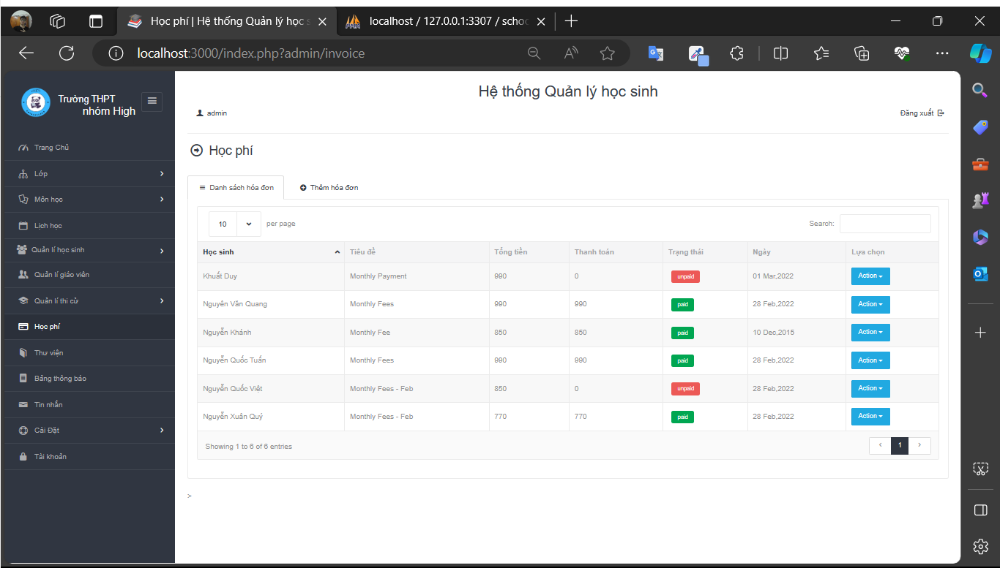 Học phí | Hệ thống Quản lý học s
localhost / 127.0.0.1:3307 / schoo
localhost:3000/index.php?admin/invoice
Trường THPT
nhóm High
Trang Chủ
Lớp
Môn học
Lịch học
Quản lí học sinh
Quản lí giáo viên
Quản lí thi cử
Học phí
Thư viện
Bảng thông báo
Tin nhắn
Cài Đặt
Tài khoản
Hệ thống Quản lý học sinh
admin Đăng xuất
Học phí
Danh sách hóa đơn Thêm hóa đơn
10 per page Search:
Học sinh Tiêu đề Tổng tiền Thanh toán Trạng thái Ngày Lựa chọn
Khuất Duy Monthly Payment 990 0 unpaid 01 Mar,2022 Action
Nguyên Văn Quang Monthly Fees 990 990 paid 28 Feb,2022 Action
Nguyễn Khánh Monthly Fee 850 850 paid 10 Dec,2015 Action
Nguyễn Quốc Tuấn Monthly Fees 990 990 paid 28 Feb,2022 Action
Nguyễn Quốc Việt Monthly Fees - Feb 850 0 unpaid 28 Feb,2022 Action
Nguyễn Xuân Quý Monthly Fees - Feb 770 770 paid 28 Feb,2022 Action
Showing 1 to 6 of 6 entries ‹ 1 ›
>